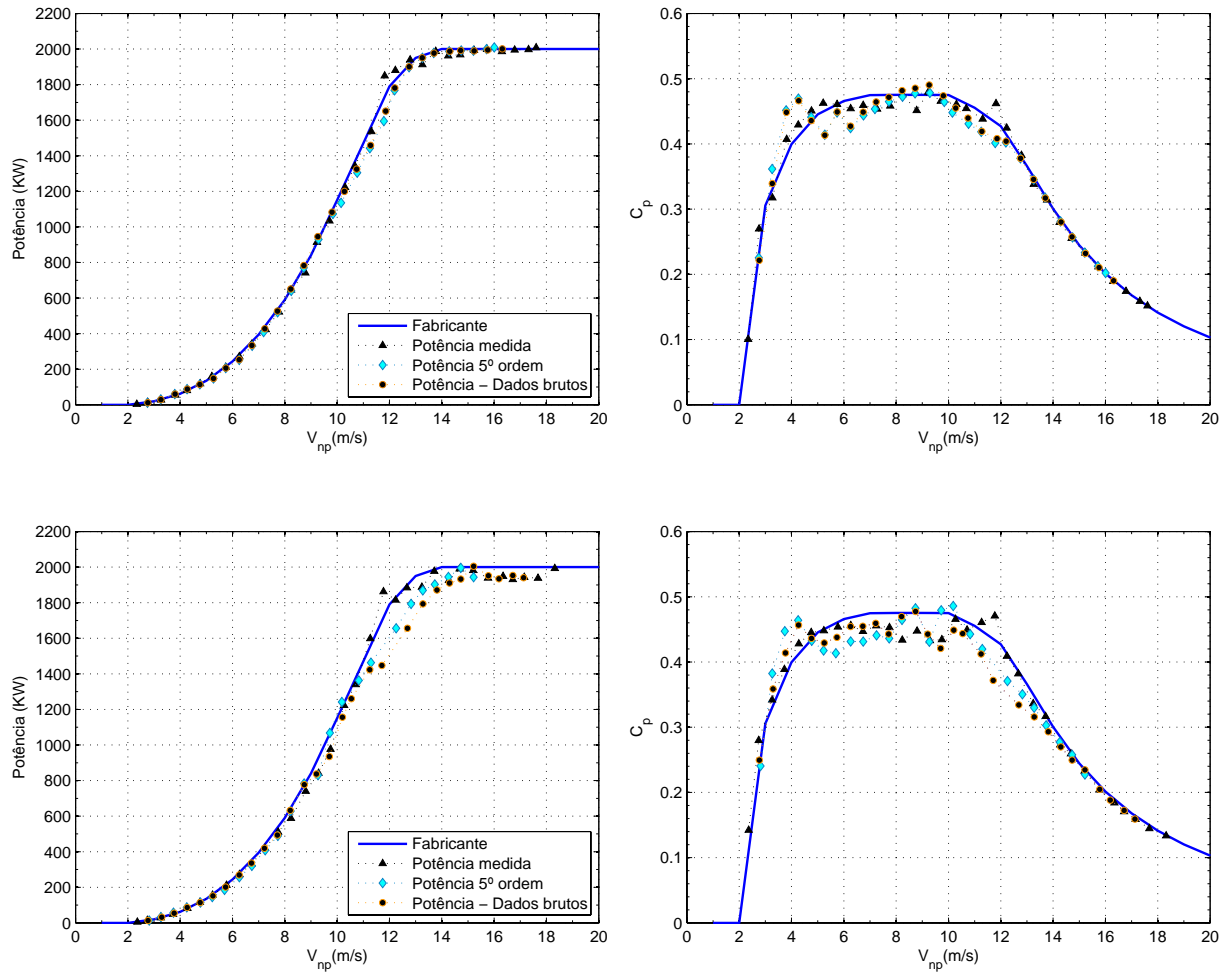 2200
2000
1800
1600
1400
1200
1000
800
600
400
200
0
Potência (KW)
0 2 4 6 8 10 12 14 16 18 20
V_np(m/s)
Fabricante
Potência medida
Potência 5º ordem
Potência – Dados brutos
0.6
0.5
0.4
0.3
0.2
0.1
0
C_p
0 2 4 6 8 10 12 14 16 18 20
V_np(m/s)
2200
2000
1800
1600
1400
1200
1000
800
600
400
200
0
Potência (KW)
0 2 4 6 8 10 12 14 16 18 20
V_np(m/s)
Fabricante
Potência medida
Potência 5º ordem
Potência – Dados brutos
0.6
0.5
0.4
0.3
0.2
0.1
0
C_p
0 2 4 6 8 10 12 14 16 18 20
V_np(m/s)